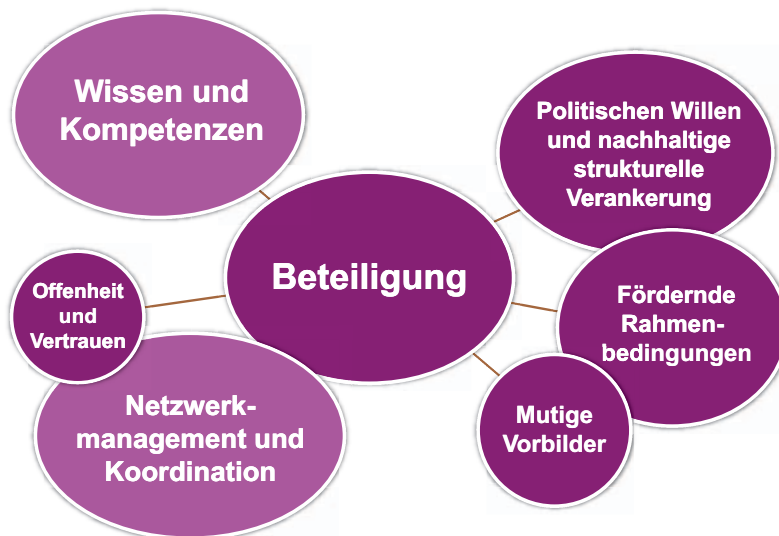 Wissen und
Kompetenzen
Politischen Willen
und nachhaltige
strukturelle
Verankerung
Beteiligung
Offenheit
und
Vertrauen
Fördernde
Rahmen-
bedingungen
Netzwerk-
management und
Koordination
Mutige
Vorbilder